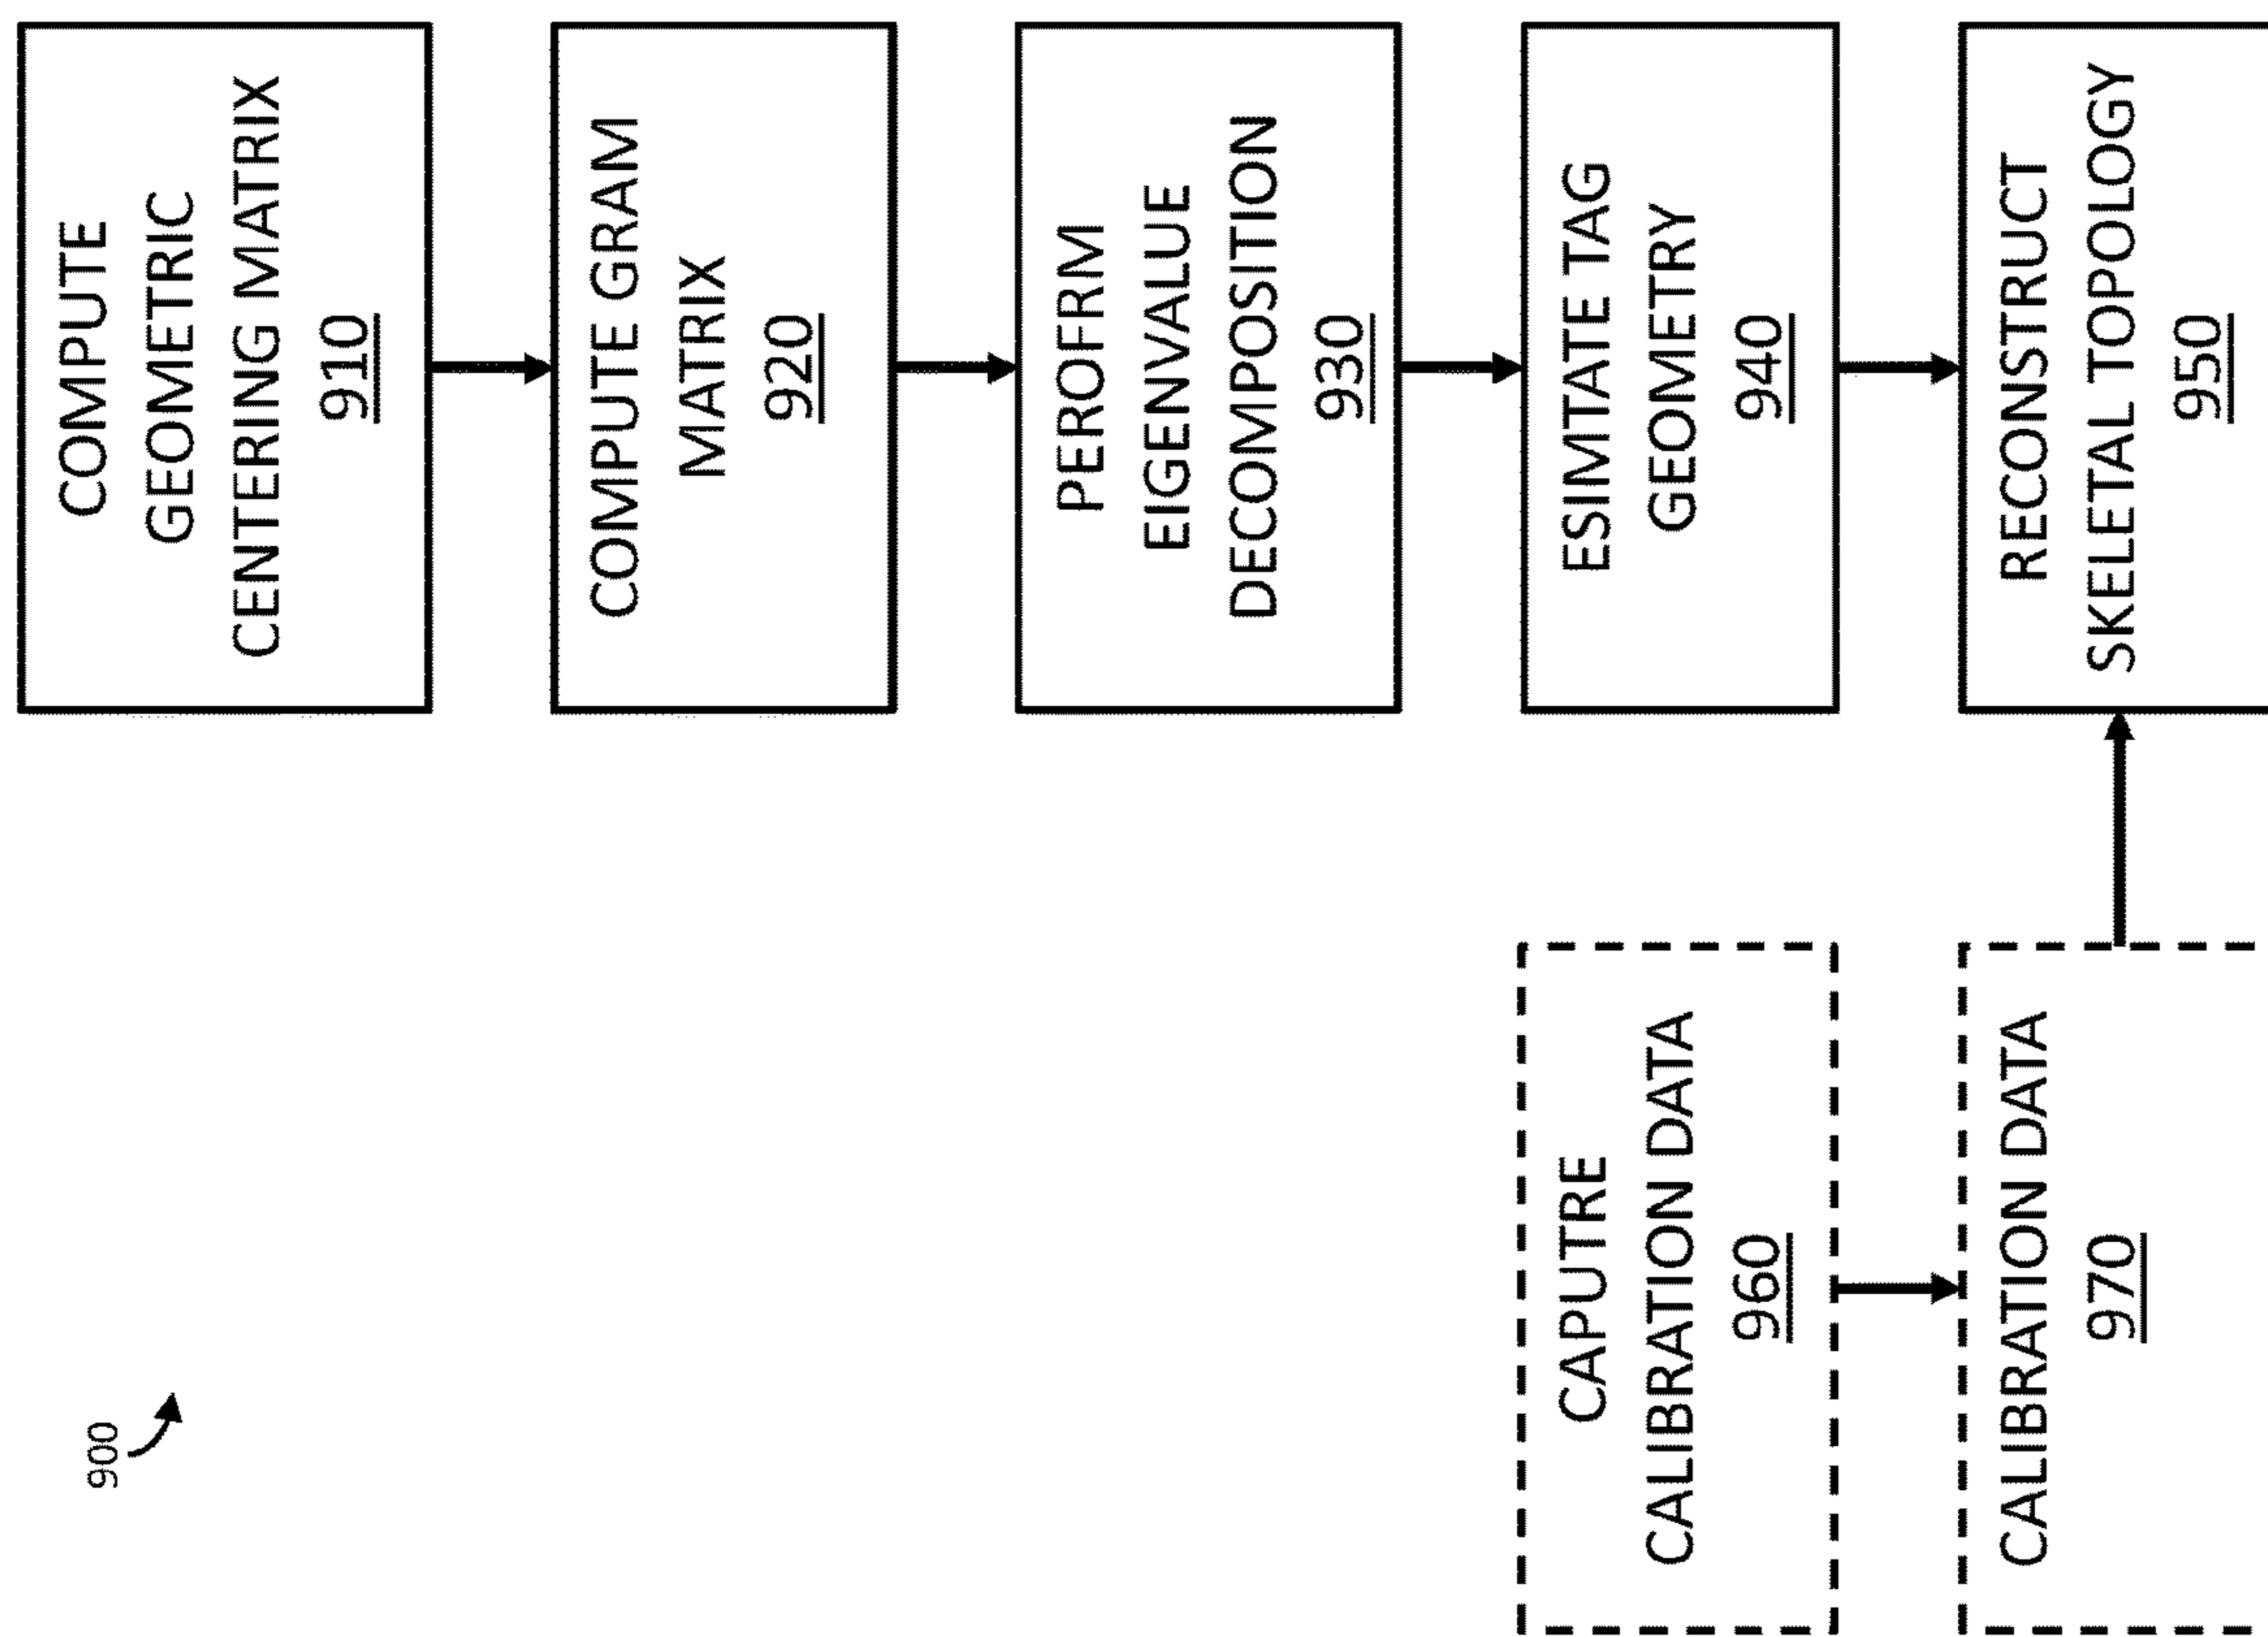 900
COMPUTE
GEOMETRIC
CENTERING MATRIX
910
COMPUTE GRAM
MATRIX
920
PEROFRM
EIGENVALUE
DECOMPOSITION
930
ESIMTATE TAG
GEOMETRY
940
RECONSTRUCT
SKELETAL TOPOLOGY
950
CAPUTRE
CALIBRATION DATA
960
CALIBRATION DATA
970